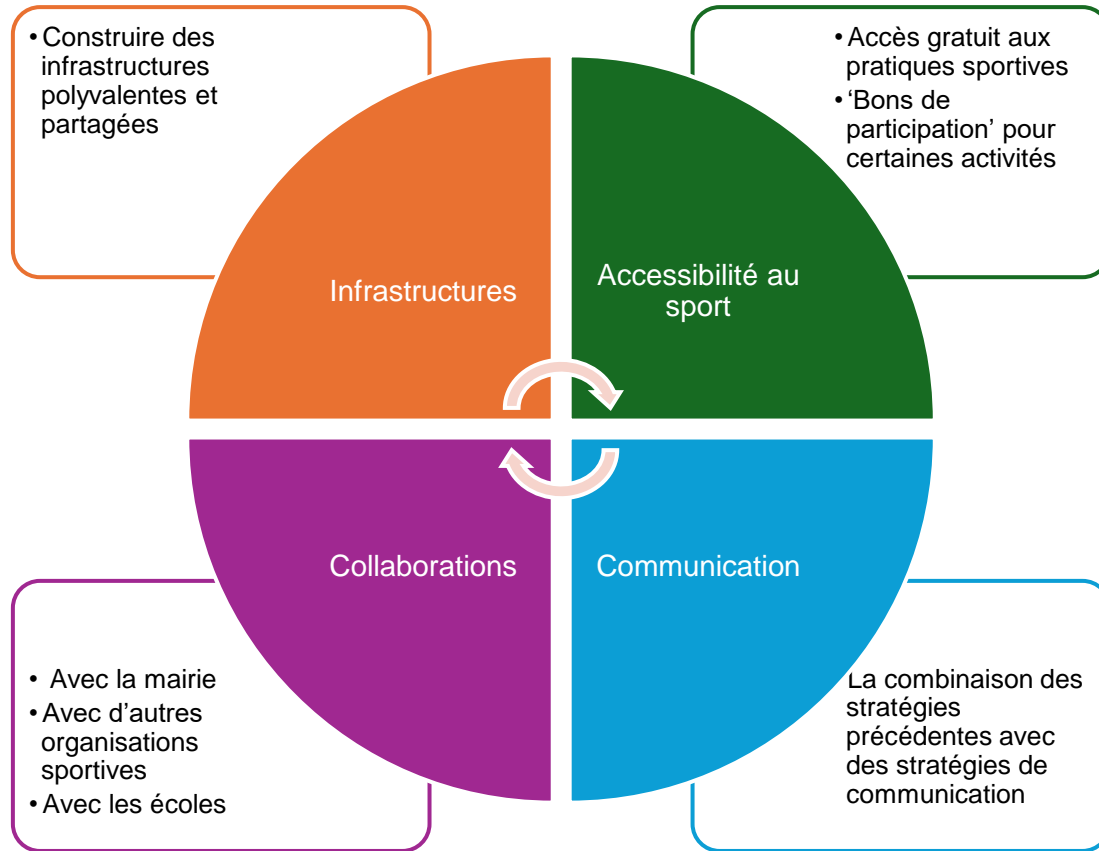 • Construire des
infrastructures
polyvalentes et
partagées
• Accès gratuit aux
pratiques sportives
• ‘Bons de
participation’ pour
certaines activités
Infrastructures
Accessibilité au
sport
Collaborations
Communication
• Avec la mairie
• Avec d’autres
organisations
sportives
• Avec les écoles
La combinaison des
stratégies
précédentes avec
des stratégies de
communication